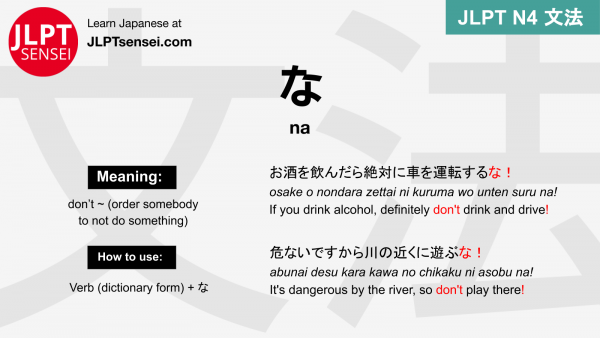 JLPT
SENSEI
Learn Japanese at
JLPTsensei.com
JLPT N4 文法
な
na
Meaning:
don't ~ (order somebody
to not do something)
How to use:
Verb (dictionary form) + な
お酒を飲んだら絶対に車を運転するな！
osake o nondara zettai ni kuruma wo unten suru na!
If you drink alcohol, definitely don't drink and drive!
危ないですから川の近くに遊ぶな！
abunai desu kara kawa no chikaku ni asobu na!
It's dangerous by the river, so don't play there!
文法